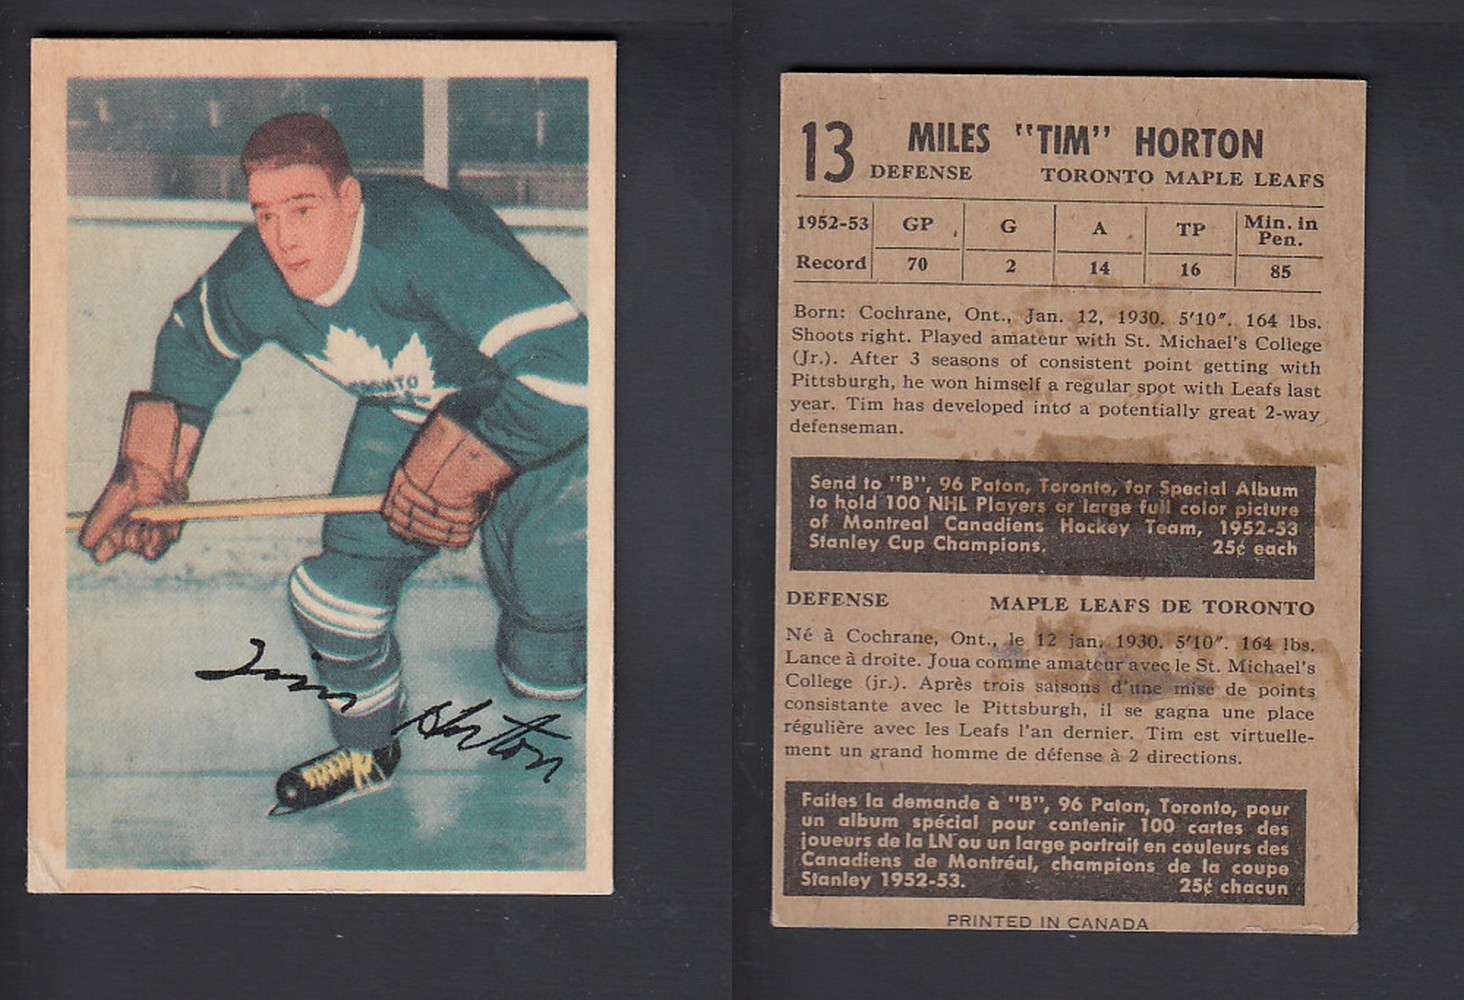 TORONTO
Tim Horton
13 MILES "TIM" HORTON
DEFENSE TORONTO MAPLE LEAFS
1952-53 GP G A TP Min. in Pen.
Record 70 2 14 16 85
Born: Cochrane, Ont., Jan. 12, 1930. 5'10". 164 lbs.
Shoots right. Played amateur with St. Michael's College
(Jr.). After 3 seasons of consistent point getting with
Pittsburgh, he won himself a regular spot with Leafs last
year. Tim has developed into a potentially great 2-way
defenseman.
Send to "B", 96 Paton, Toronto, for Special Album
to hold 100 NHL Players or large full color picture
of Montreal Canadiens Hockey Team, 1952-53
Stanley Cup Champions. 25¢ each
DEFENSE MAPLE LEAFS DE TORONTO
Né à Cochrane, Ont., le 12 jan. 1930. 5'10". 164 lbs.
Lance à droite. Joua comme amateur avec le St. Michael's
College (jr.). Après trois saisons d'une mise de points
consistante avec le Pittsburgh, il se gagna une place
régulière avec les Leafs l'an dernier. Tim est virtuelle-
ment un grand homme de défense à 2 directions.
Faites la demande à "B", 96 Paton, Toronto, pour
un album spécial pour contenir 100 cartes des
joueurs de la LN ou un large portrait en couleurs des
Canadiens de Montréal, champions de la coupe
Stanley 1952-53. 25¢ chacun
PRINTED IN CANADA